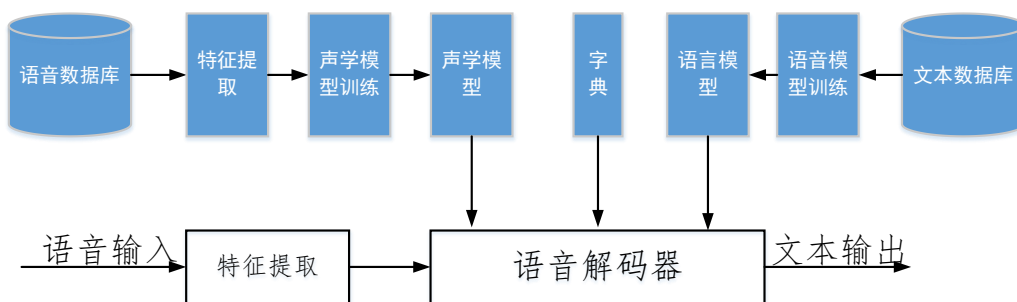 语音数据库
特征提
取
声学模
型训练
声学模
型
字
典
语言模
型
语音模
型训练
文本数据库
语音输入
特征提取
语音解码器
文本输出